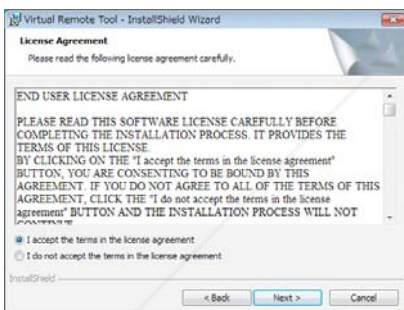 Virtual Remote Tool - InstallShield Wizard
License Agreement
Please read the following license agreement carefully.
END USER LICENSE AGREEMENT
PLEASE READ THIS SOFTWARE LICENSE CAREFULLY BEFORE
COMPLETING THE INSTALLATION PROCESS. IT PROVIDES THE
TERMS OF THIS LICENSE.
BY CLICKING ON THE "I accept the terms in the license agreement"
BUTTON, YOU ARE CONSENTING TO BE BOUND BY THIS
AGREEMENT. IF YOU DO NOT AGREE TO ALL OF THE TERMS OF THIS
AGREEMENT, CLICK THE "I do not accept the terms in the license
agreement" BUTTON AND THE INSTALLATION PROCESS WILL NOT
CONTINUE
I accept the terms in the license agreement
I do not accept the terms in the license agreement
InstallShield
< Back
Next >
Cancel